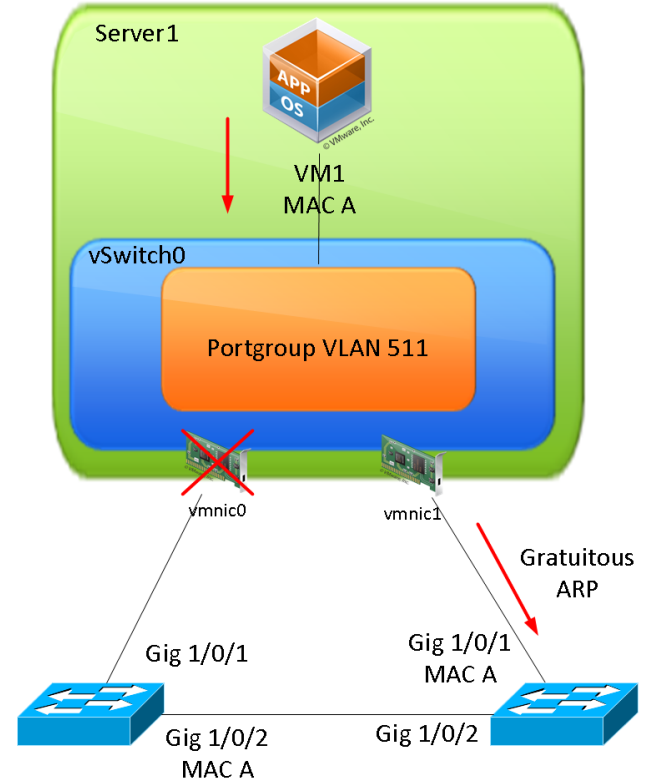 Server1
APP
OS
© VMware, Inc.
VM1
MAC A
vSwitch0
Portgroup VLAN 511
vmnic0
vmnic1
Gratuitous
ARP
Gig 1/0/1
Gig 1/0/1
MAC A
Gig 1/0/2
MAC A
Gig 1/0/2